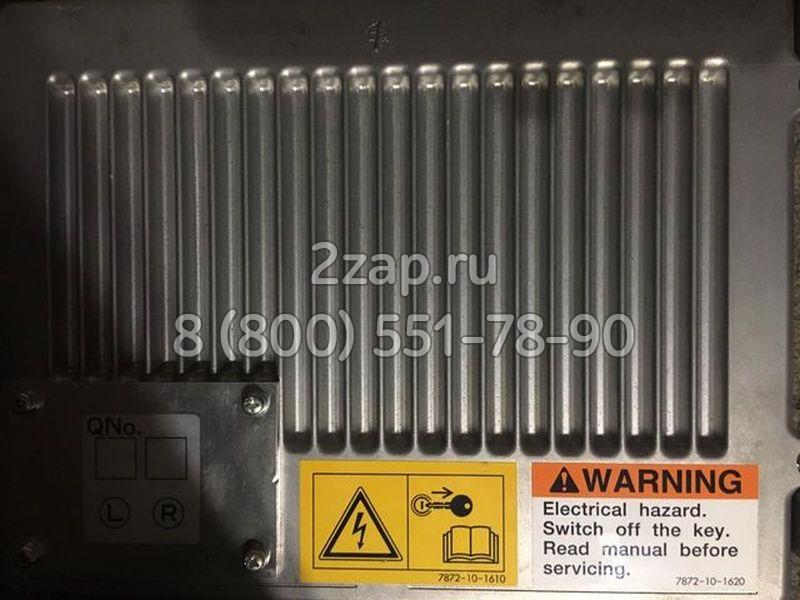 2zap.ru
8 (800) 551-78-90
QNo.
L R
7872-10-1610
WARNING
Electrical hazard.
Switch off the key.
Read manual before
servicing.
7872-10-1620